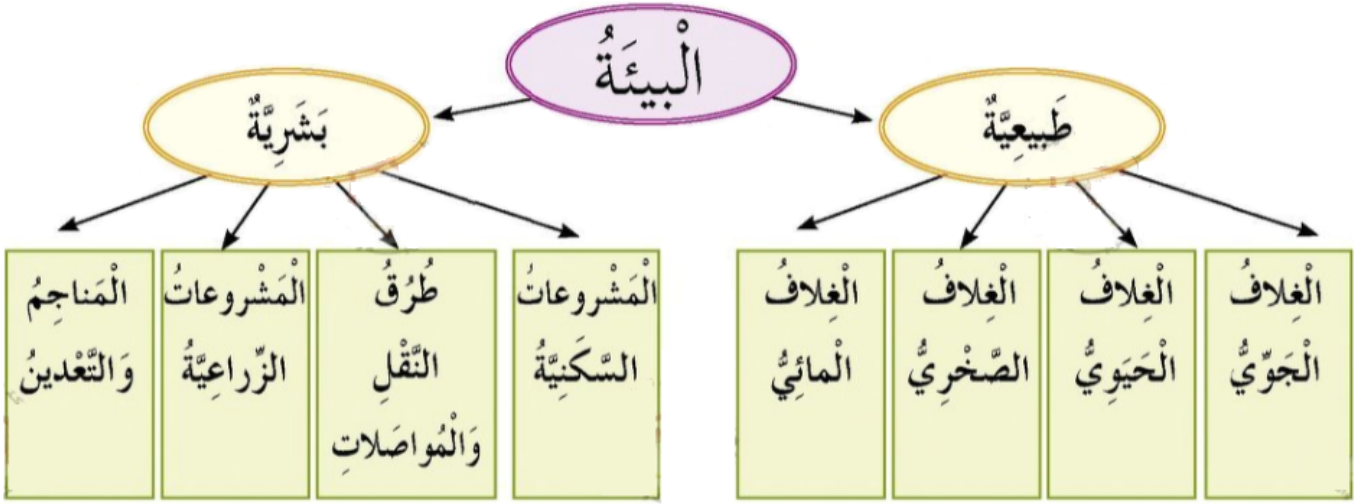 الْبيئَةُ
طَبيعِيَّةٌ
بَشَرِيَّةٌ
الْغِلافُ
الْجَوِّيُّ
الْغِلافُ
الْحَيَوِيُّ
الْغِلافُ
الصَّخْرِيُّ
الْغِلافُ
الْمائِيُّ
الْمَشْروعاتُ
السَّكَنِيَّةُ
طُرُقُ
النَّقْلِ
وَالْمُواصَلاتِ
الْمَشْروعاتُ
الزِّراعِيَّةُ
الْمَناجِمُ
وَالتَّعْدينُ